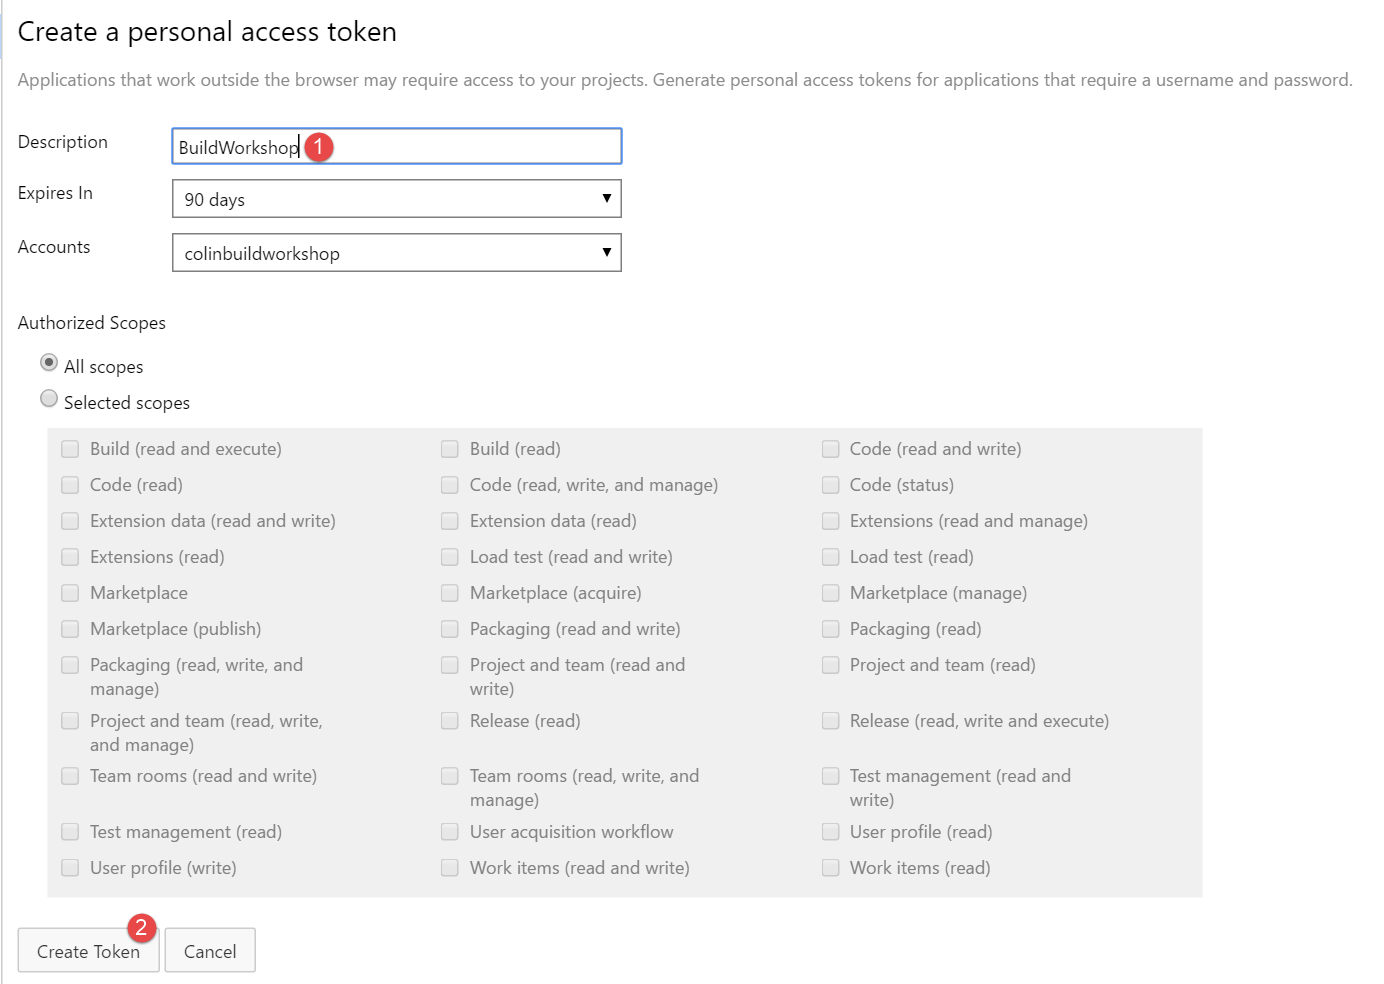 Create a personal access token
Applications that work outside the browser may require access to your projects. Generate personal access tokens for applications that require a username and password.
Description
BuildWorkshop
1
Expires In
90 days
Accounts
colinbuildworkshop
Authorized Scopes
All scopes
Selected scopes
Build (read and execute)
Build (read)
Code (read and write)
Code (read)
Code (read, write, and manage)
Code (status)
Extension data (read and write)
Extension data (read)
Extensions (read and manage)
Extensions (read)
Load test (read and write)
Load test (read)
Marketplace
Marketplace (acquire)
Marketplace (manage)
Marketplace (publish)
Packaging (read and write)
Packaging (read)
Packaging (read, write, and
manage)
Project and team (read and
write)
Project and team (read)
Project and team (read, write,
and manage)
Release (read)
Release (read, write and execute)
Team rooms (read and write)
Team rooms (read, write, and
manage)
Test management (read and
write)
Test management (read)
User acquisition workflow
User profile (read)
User profile (write)
Work items (read and write)
Work items (read)
2
Create Token
Cancel